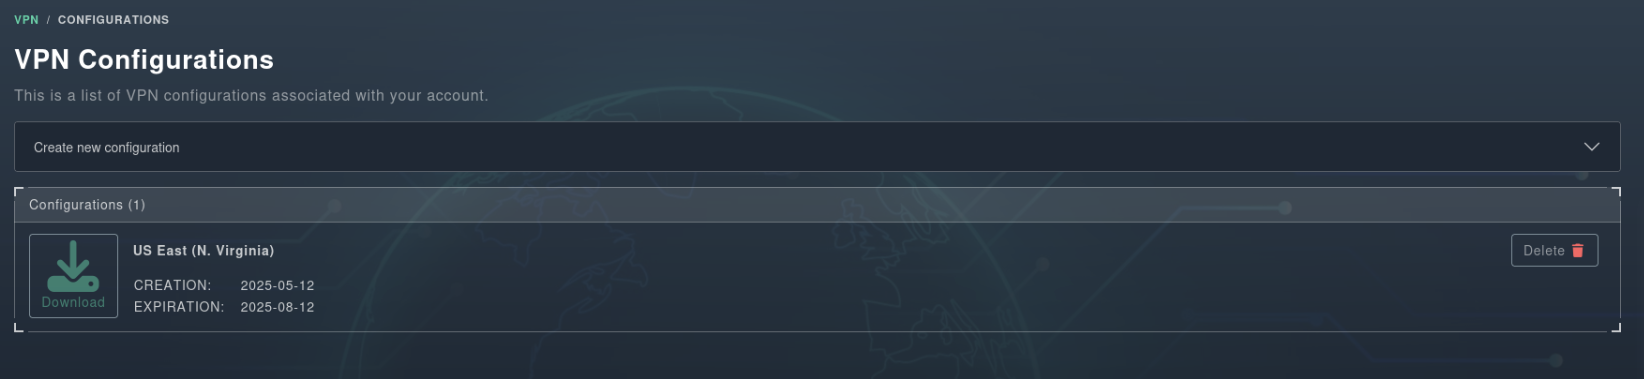 VPN / CONFIGURATIONS
VPN Configurations
This is a list of VPN configurations associated with your account.
Create new configuration
Configurations (1)
US East (N. Virginia)
Delete
CREATION: 2025-05-12
Download
EXPIRATION: 2025-08-12